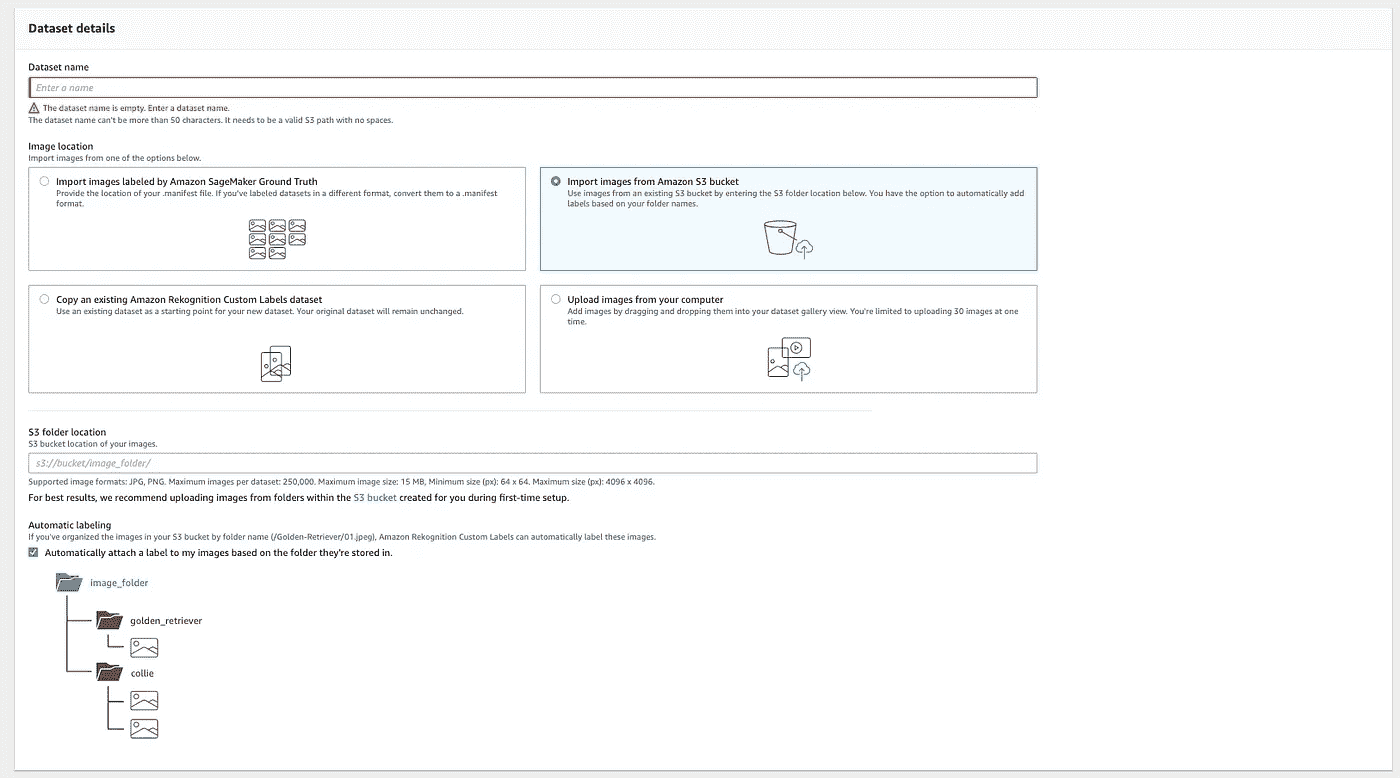 Dataset details
Dataset name
Enter a name
The dataset name is empty. Enter a dataset name.
The dataset name can't be more than 50 characters. It needs to be a valid S3 path with no spaces.
Image location
Import images from one of the options below.
Import images labeled by Amazon SageMaker Ground Truth
Provide the location of your .manifest file. If you've labeled datasets in a different format, convert them to a .manifest
format.
Import images from Amazon S3 bucket
Use images from an existing S3 bucket by entering the S3 folder location below. You have the option to automatically add
labels based on your folder names.
Copy an existing Amazon Rekognition Custom Labels dataset
Use an existing dataset as a starting point for your new dataset. Your original dataset will remain unchanged.
Upload images from your computer
Add images by dragging and dropping them into your dataset gallery view. You're limited to uploading 30 images at one
time.
S3 folder location
S3 bucket location of your images.
s3://bucket/image_folder/
Supported image formats: JPG, PNG. Maximum images per dataset: 250,000. Maximum image size: 15 MB, Minimum size (px): 64 x 64. Maximum size (px): 4096 x 4096.
For best results, we recommend uploading images from folders within the S3 bucket created for you during first-time setup.
Automatic labeling
If you've organized the images in your S3 bucket by folder name (/Golden-Retriever/01.jpeg), Amazon Rekognition Custom Labels can automatically label these images.
Automatically attach a label to my images based on the folder they're stored in.
image_folder
golden_retriever
collie